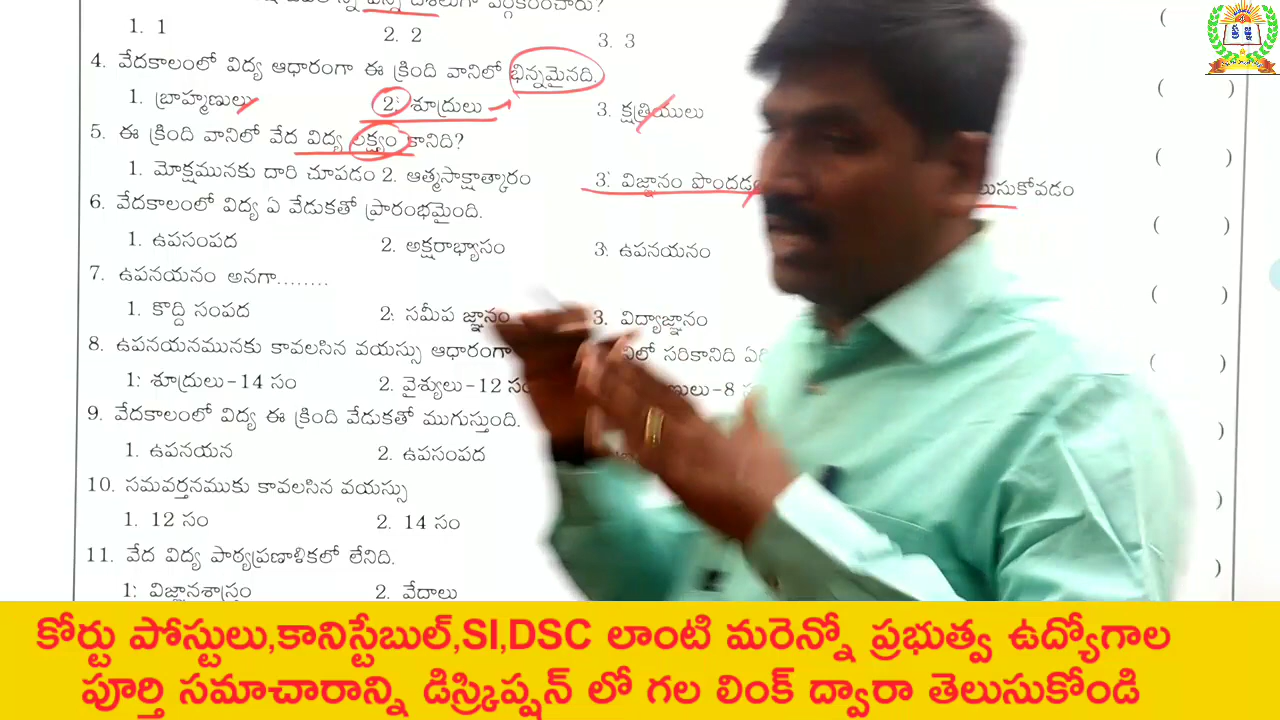 విన్ని దశలుగా వర్గీకరించారు?
1. 1 2. 2 3. 3 ( )
4. వేదకాలంలో విద్య ఆధారంగా ఈ క్రింది వానిలో భిన్నమైనది. ( )
1. బ్రాహ్మణులు 2. శూద్రులు 3. క్షత్రియులు
5. ఈ క్రింది వానిలో వేద విద్య లక్ష్యం కానిది? ( )
1. మోక్షమునకు దారి చూపడం 2. ఆత్మసాక్షాత్కారం 3. విజ్ఞానం పొందడం
6. వేదకాలంలో విద్య ఏ వేడుకతో ప్రారంభమైంది. ( )
1. ఉపసంపద 2. అక్షరాభ్యాసం 3. ఉపనయనం
7. ఉపనయనం అనగా........ ( )
1. కొద్ది సంపద 2. సమీప జ్ఞానం 3. విద్యాజ్ఞానం
8. ఉపనయనమునకు కావలసిన వయస్సు ఆధారంగా సరికానిది ( )
1. శూద్రులు-14 సం 2. వైశ్యులు-12 సం
9. వేదకాలంలో విద్య ఈ క్రింది వేడుకతో ముగుస్తుంది. )
1. ఉపనయన 2. ఉపసంపద
10. సమవర్తనముకు కావలసిన వయస్సు )
1. 12 సం 2. 14 సం
11. వేద విద్య పాఠ్యప్రణాళికలో లేనిది. )
1. విజ్ఞానశాస్త్రం 2. వేదాలు
కోర్టు పోస్టులు,కానిస్టేబుల్,SI,DSC లాంటి మరెన్నో ప్రభుత్వ ఉద్యోగాల
పూర్తి సమాచారాన్ని డిస్క్రిప్షన్ లో గల లింక్ ద్వారా తెలుసుకోండి